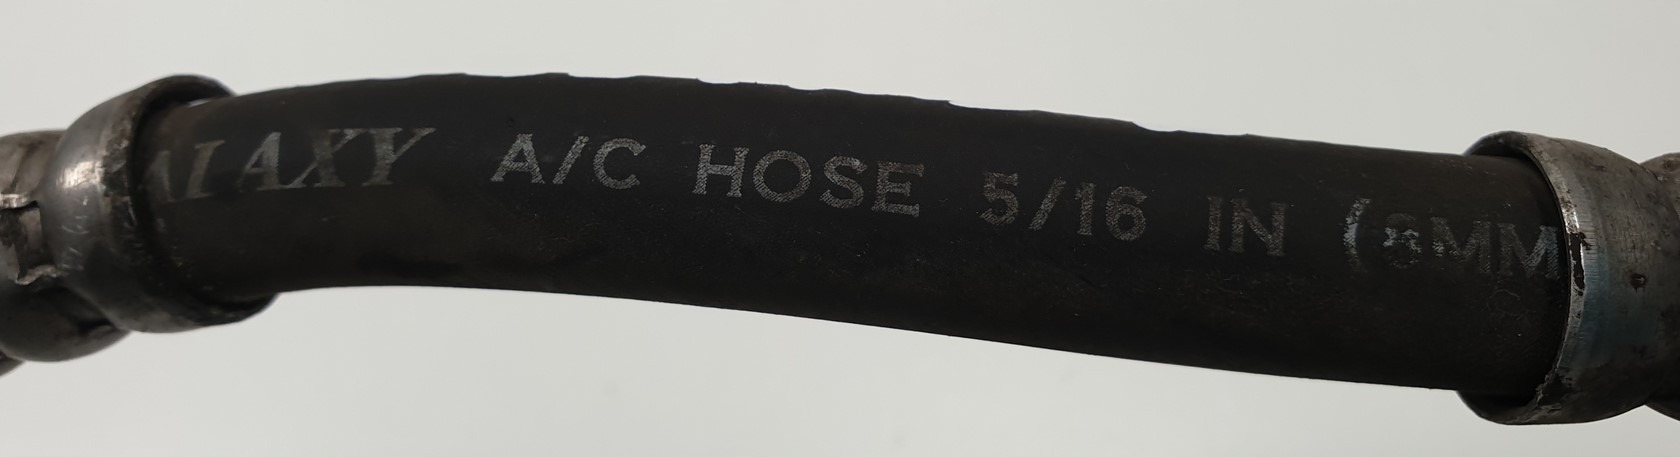 ALAXY A/C HOSE 5/16 IN (8MM